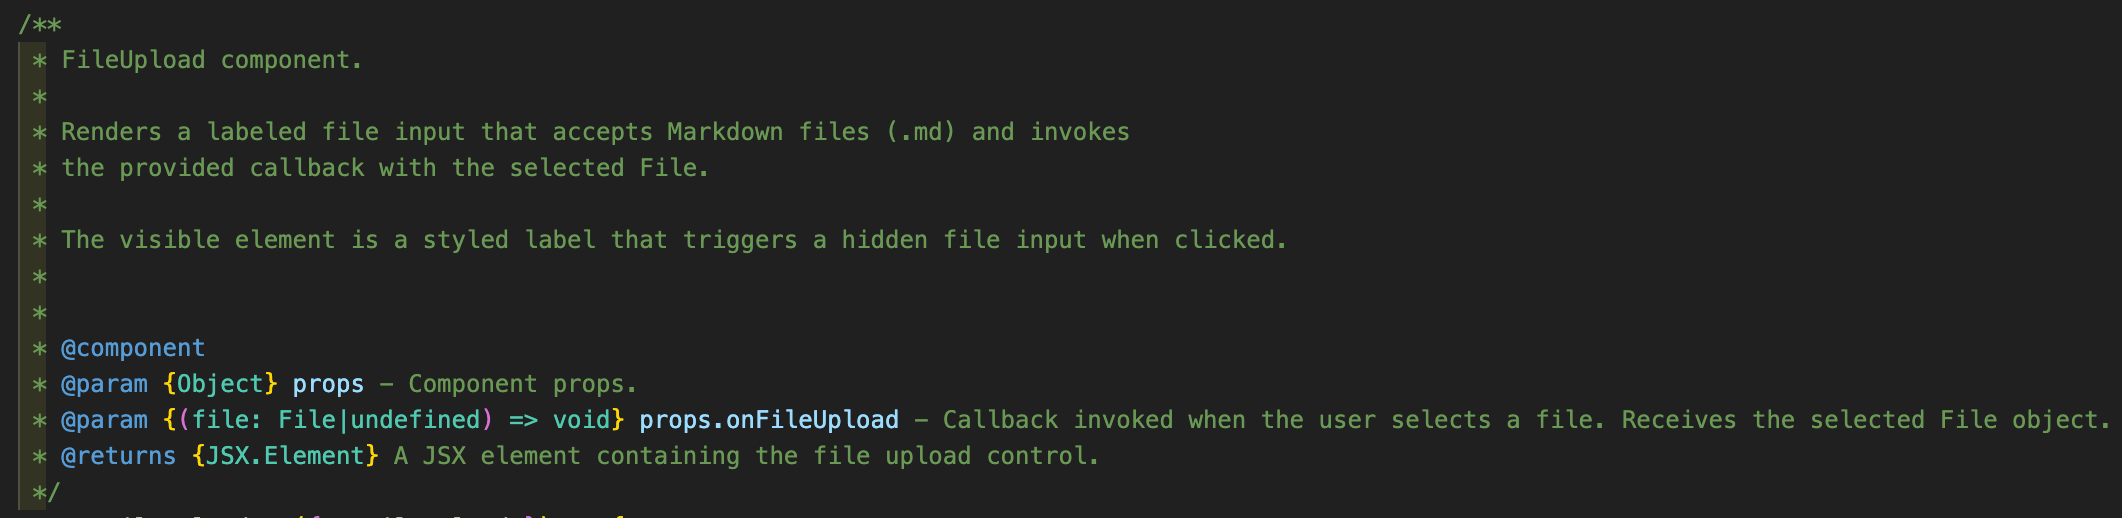 /**
 * FileUpload component.
 *
 * Renders a labeled file input that accepts Markdown files (.md) and invokes
 * the provided callback with the selected File.
 *
 * The visible element is a styled label that triggers a hidden file input when clicked.
 *
 *
 * @component
 * @param {Object} props - Component props.
 * @param {(file: File|undefined) => void} props.onFileUpload - Callback invoked when the user selects a file. Receives the selected File object.
 * @returns {JSX.Element} A JSX element containing the file upload control.
 */